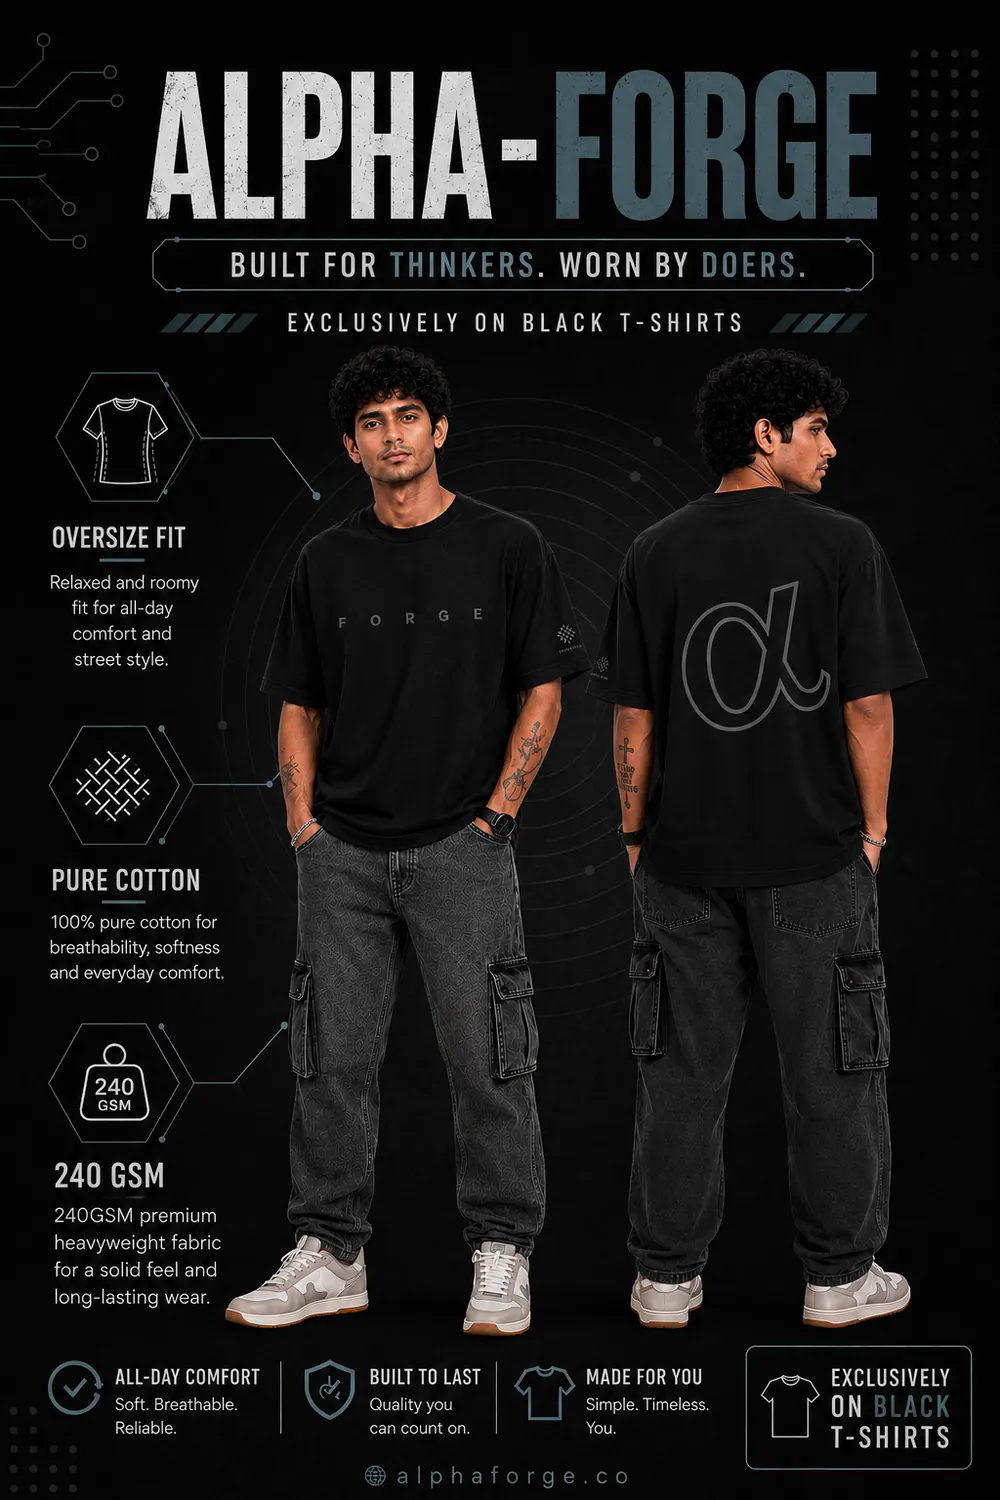 ALPHA-FORGE
BUILT FOR THINKERS. WORN BY DOERS.
EXCLUSIVELY ON BLACK T-SHIRTS
OVERSIZE FIT
Relaxed and roomy
fit for all-day
comfort and
street style.
F O R G E
PURE COTTON
100% pure cotton for
breathability, softness
and everyday comfort.
240
GSM
240 GSM
240GSM premium
heavyweight fabric
for a solid feel and
long-lasting wear.
α
ALL-DAY COMFORT
Soft. Breathable.
Reliable.
BUILT TO LAST
Quality you
can count on.
MADE FOR YOU
Simple. Timeless.
You.
EXCLUSIVELY
ON BLACK
T-SHIRTS
alphaforge.co